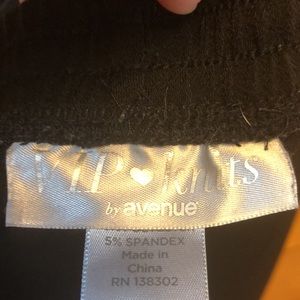 VIP ♥ knits
by avenue®
5% SPANDEX
Made in
China
RN 138302